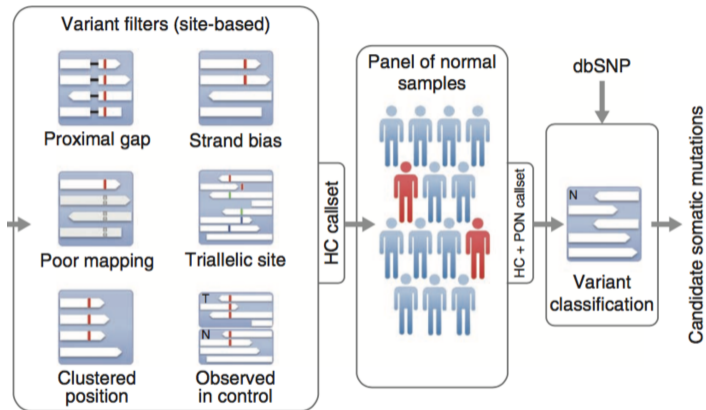 Variant filters (site-based)
Proximal gap
Strand bias
Poor mapping
Triallelic site
T
N
Clustered
position
Observed
in control
HC callset
Panel of normal
samples
HC + PON callset
dbSNP
N
Variant
classification
Candidate somatic mutations